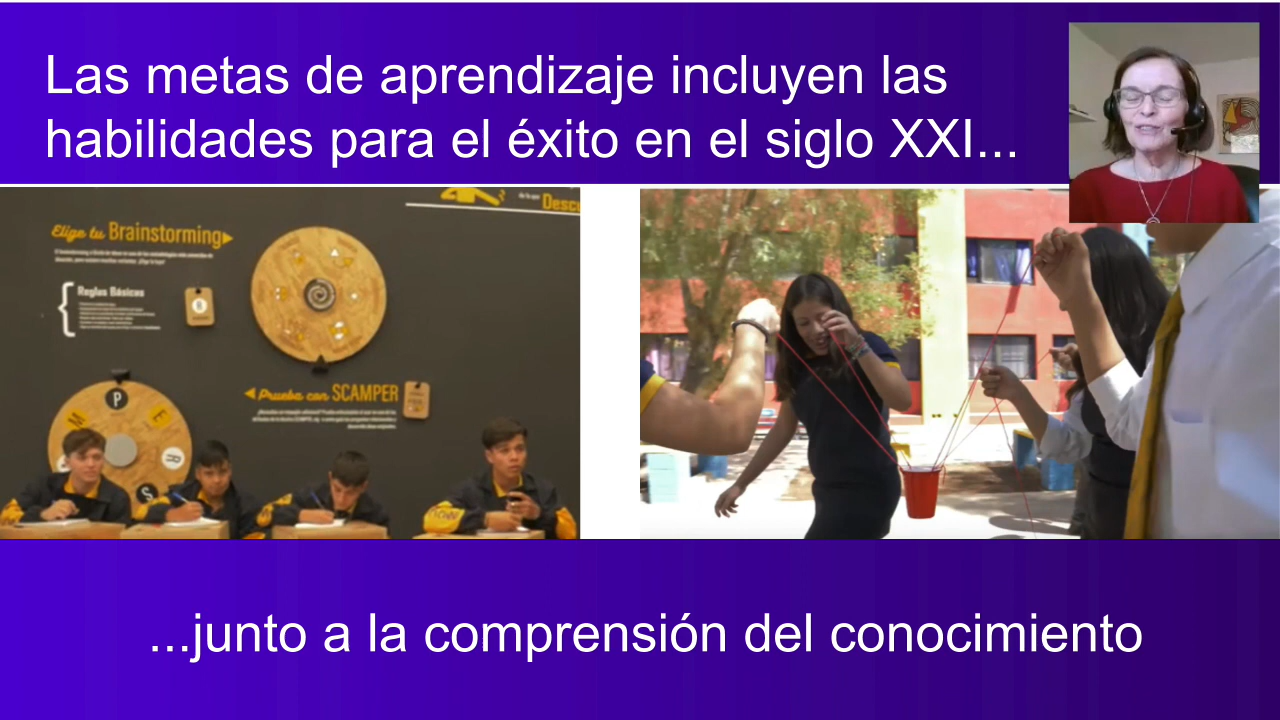 Las metas de aprendizaje incluyen las
habilidades para el éxito en el siglo XXI...
Descu
Elige tu Brainstorming
Reglas Básicas
Prueba con SCAMPER
P
M
E
R
S
...junto a la comprensión del conocimiento